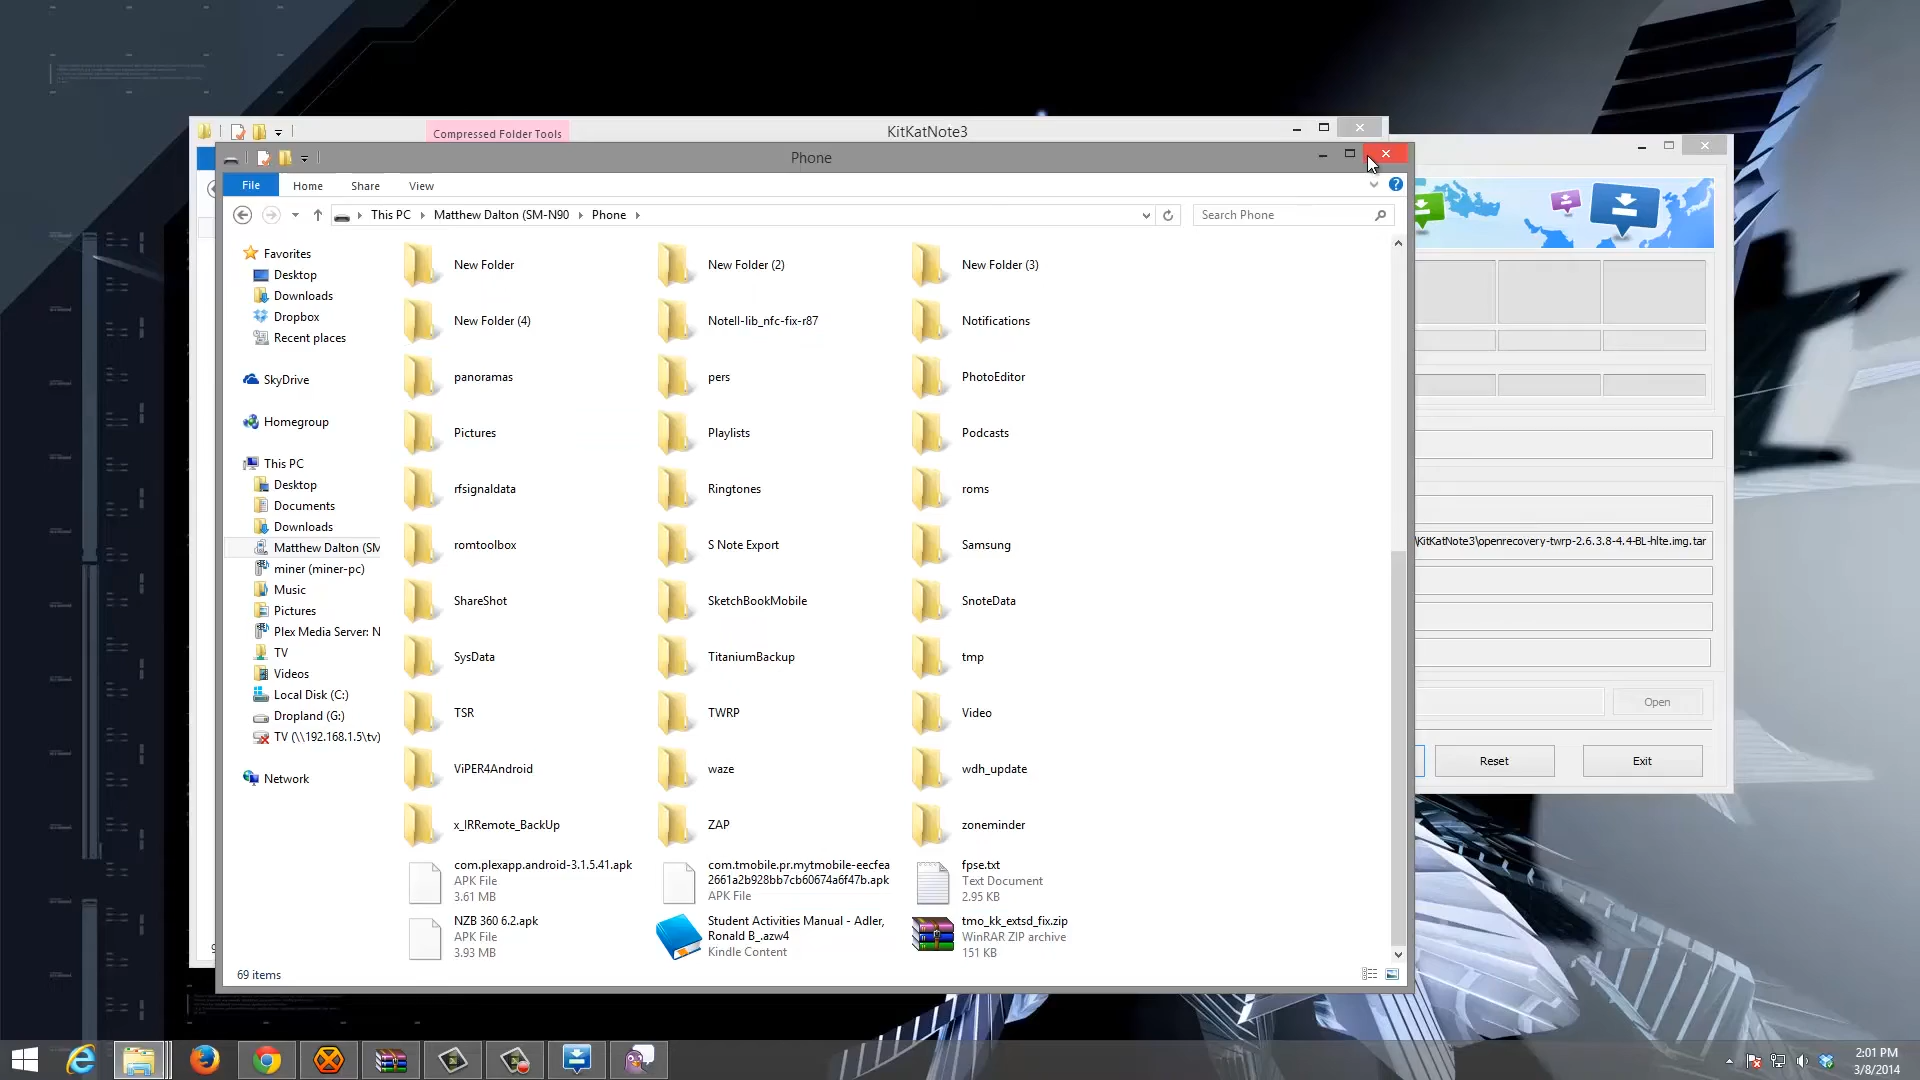 Compressed Folder Tools
KitKatNote3
Phone
File
Home
Share
View
This PC
Matthew Dalton (SM-N90
Phone
Search Phone
Favorites
Desktop
Downloads
Dropbox
Recent places
SkyDrive
Homegroup
This PC
Desktop
Documents
Downloads
Matthew Dalton (SM
miner (miner-pc)
Music
Pictures
Plex Media Server: N
TV
Videos
Local Disk (C:)
Dropland (G:)
TV (\\192.168.1.5\tv)
Network
New Folder
New Folder (2)
New Folder (3)
New Folder (4)
NoteII-lib_nfc-fix-r87
Notifications
panoramas
pers
PhotoEditor
Pictures
Playlists
Podcasts
rfsignaldata
Ringtones
roms
romtoolbox
S Note Export
Samsung
ShareShot
SketchBookMobile
SnoteData
SysData
TitaniumBackup
tmp
TSR
TWRP
Video
ViPER4Android
waze
wdh_update
x_IRRemote_BackUp
ZAP
zoneminder
com.plexapp.android-3.1.5.41.apk
APK File
3.61 MB
com.tmobile.pr.mytmobile-eecfea
2661a2b928bb7cb60674a6f47b.apk
APK File
fpse.txt
Text Document
2.95 KB
NZB 360 6.2.apk
APK File
3.93 MB
Student Activities Manual - Adler,
Ronald B_.azw4
Kindle Content
tmo_kk_extsd_fix.zip
WinRAR ZIP archive
151 KB
69 items
\KitKatNote3\openrecovery-twrp-2.6.3.8-4.4-BL-hlte.img.tar
Open
Reset
Exit
2:01 PM
3/8/2014